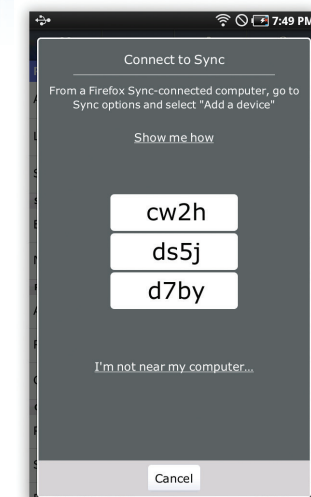 7:49 PM
Connect to Sync
From a Firefox Sync-connected computer, go to
Sync options and select "Add a device"
Show me how
cw2h
ds5j
d7by
I'm not near my computer...
Cancel